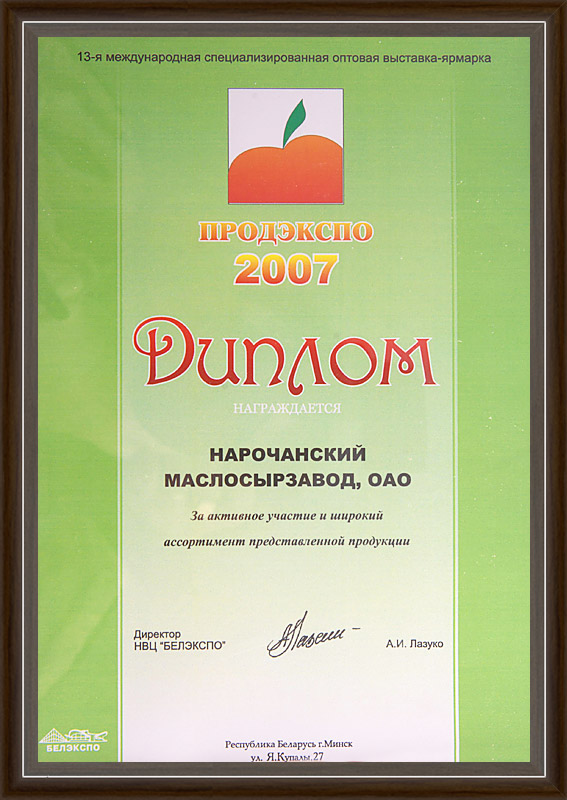 13-я международная специализированная оптовая выставка-ярмарка
ПРОДЭКСПО
2007
Диплом
НАГРАЖДАЕТСЯ
НАРОЧАНСКИЙ
МАСЛОСЫРЗАВОД, ОАО
За активное участие и широкий
ассортимент представленной продукции
Директор
НВЦ "БЕЛЭКСПО"
А.И. Лазуко
БЕЛЭКСПО
Республика Беларусь г.Минск
ул. Я.Купалы,27